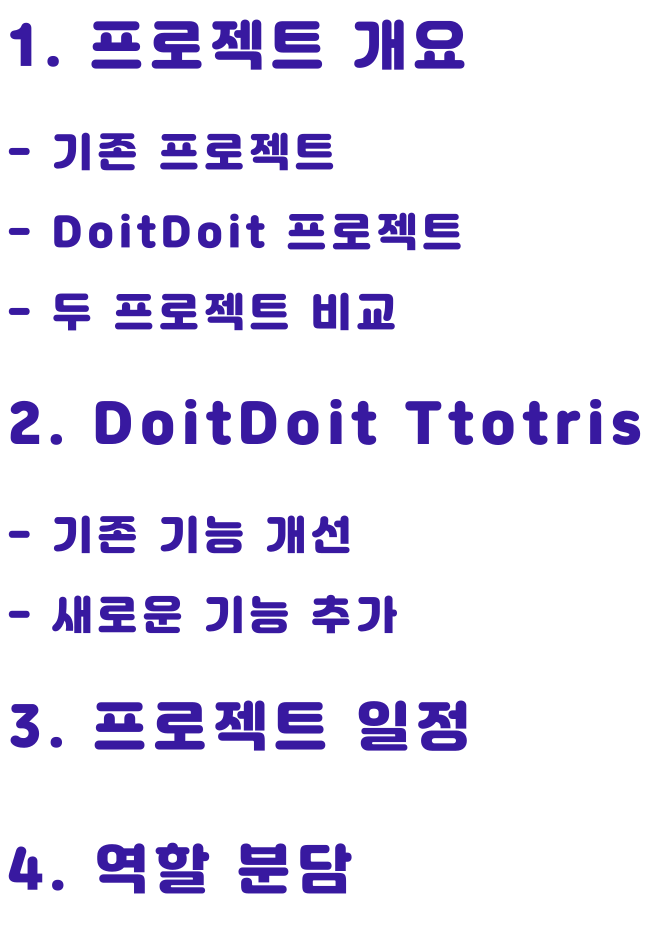 1. 프로젝트 개요
- 기존 프로젝트
- DoitDoit 프로젝트
- 두 프로젝트 비교
2. DoitDoit Ttotris
- 기존 기능 개선
- 새로운 기능 추가
3. 프로젝트 일정
4. 역할 분담